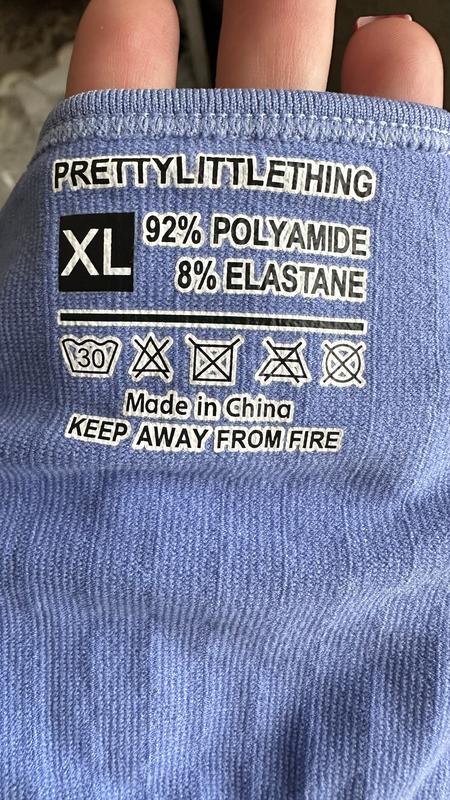 PRETTYLITTLETHING
XL
92% POLYAMIDE
8% ELASTANE
30
Made in China
KEEP AWAY FROM FIRE